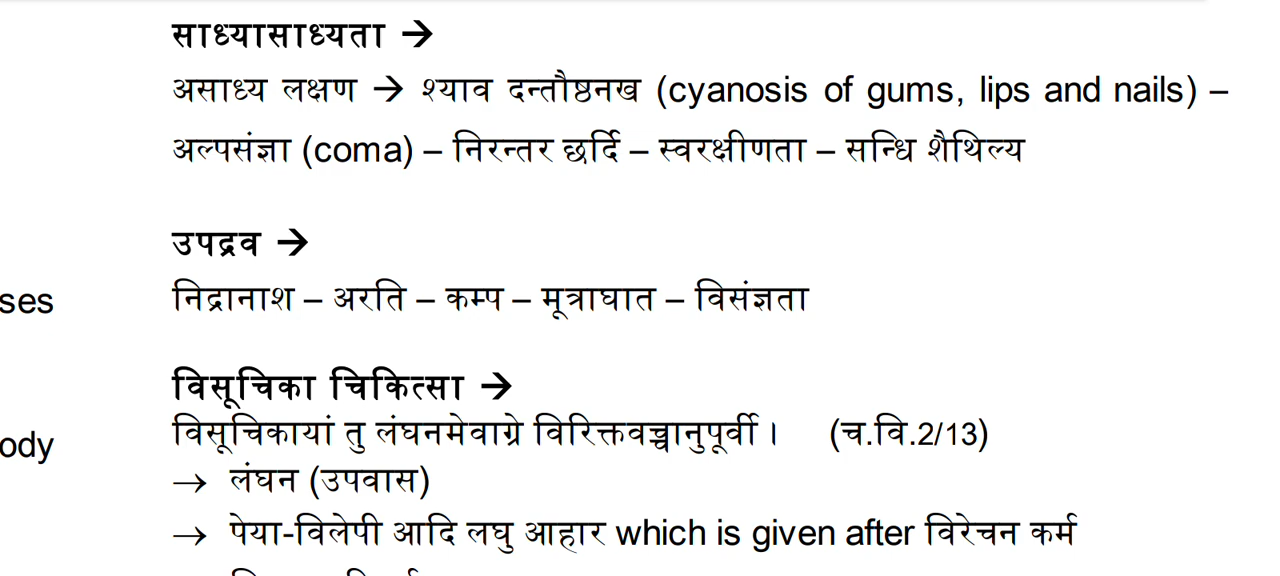 साध्यासाध्यता →
असाध्य लक्षण → श्याव दन्तौष्ठनख (cyanosis of gums, lips and nails) –
अल्पसंज्ञा (coma) – निरन्तर छर्दि – स्वरक्षीणता – सन्धि शैथिल्य
उपद्रव →
ses
निद्रानाश – अरति – कम्प – मूत्राघात – विसंज्ञता
विसूचिका चिकित्सा →
विसूचिकायां तु लंघनमेवाग्रे विरिक्तवच्चानुपूर्वी । (च.वि.2/13)
ody
→ लंघन (उपवास)
→ पेया-विलेपी आदि लघु आहार which is given after विरेचन कर्म